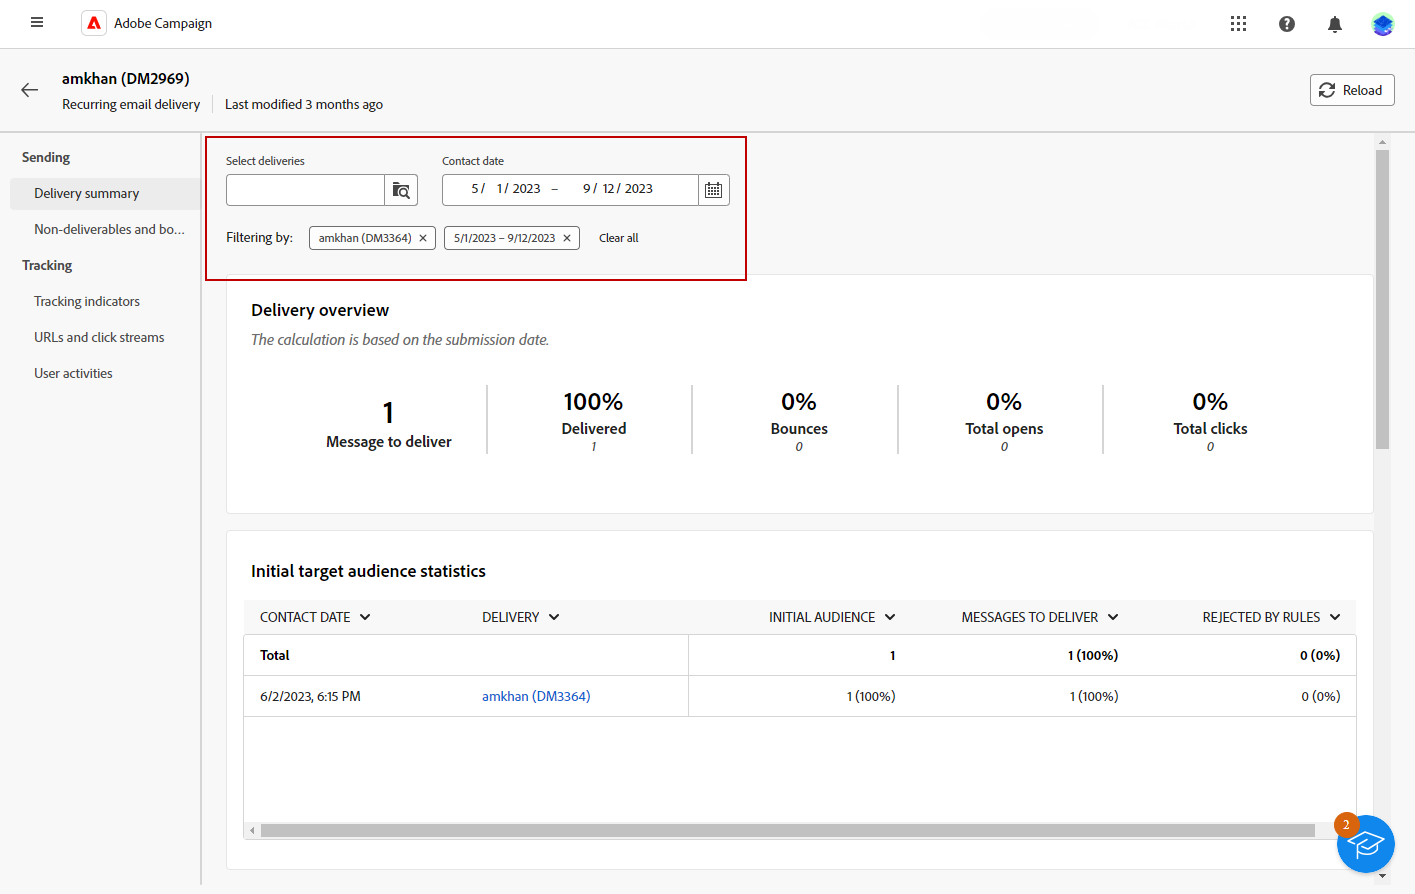 Adobe Campaign
amkhan (DM2969)
Recurring email delivery
Last modified 3 months ago
Reload
Sending
Delivery summary
Non-deliverables and bo...
Tracking
Tracking indicators
URLs and click streams
User activities
Select deliveries
Contact date
5/ 1/ 2023 – 9/ 12/ 2023
Filtering by: amkhan (DM3364) 5/1/2023 – 9/12/2023 Clear all
Delivery overview
The calculation is based on the submission date.
1
Message to deliver
100%
Delivered
1
0%
Bounces
0
0%
Total opens
0
0%
Total clicks
0
Initial target audience statistics
CONTACT DATE DELIVERY INITIAL AUDIENCE MESSAGES TO DELIVER REJECTED BY RULES
Total 1 1 (100%) 0 (0%)
6/2/2023, 6:15 PM amkhan (DM3364) 1 (100%) 1 (100%) 0 (0%)
2